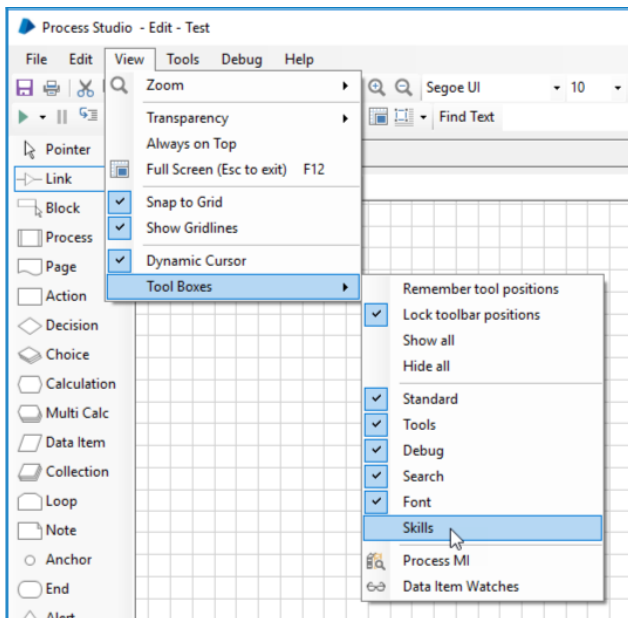 Process Studio - Edit - Test
File Edit View Tools Debug Help
Segoe UI 10
Find Text
Zoom
Transparency
Always on Top
Full Screen (Esc to exit) F12
Snap to Grid
Show Gridlines
Dynamic Cursor
Tool Boxes
Pointer
Link
Block
Process
Page
Action
Decision
Choice
Calculation
Multi Calc
Data Item
Collection
Loop
Note
Anchor
End
Alert
Remember tool positions
Lock toolbar positions
Show all
Hide all
Standard
Tools
Debug
Search
Font
Skills
Process MI
Data Item Watches